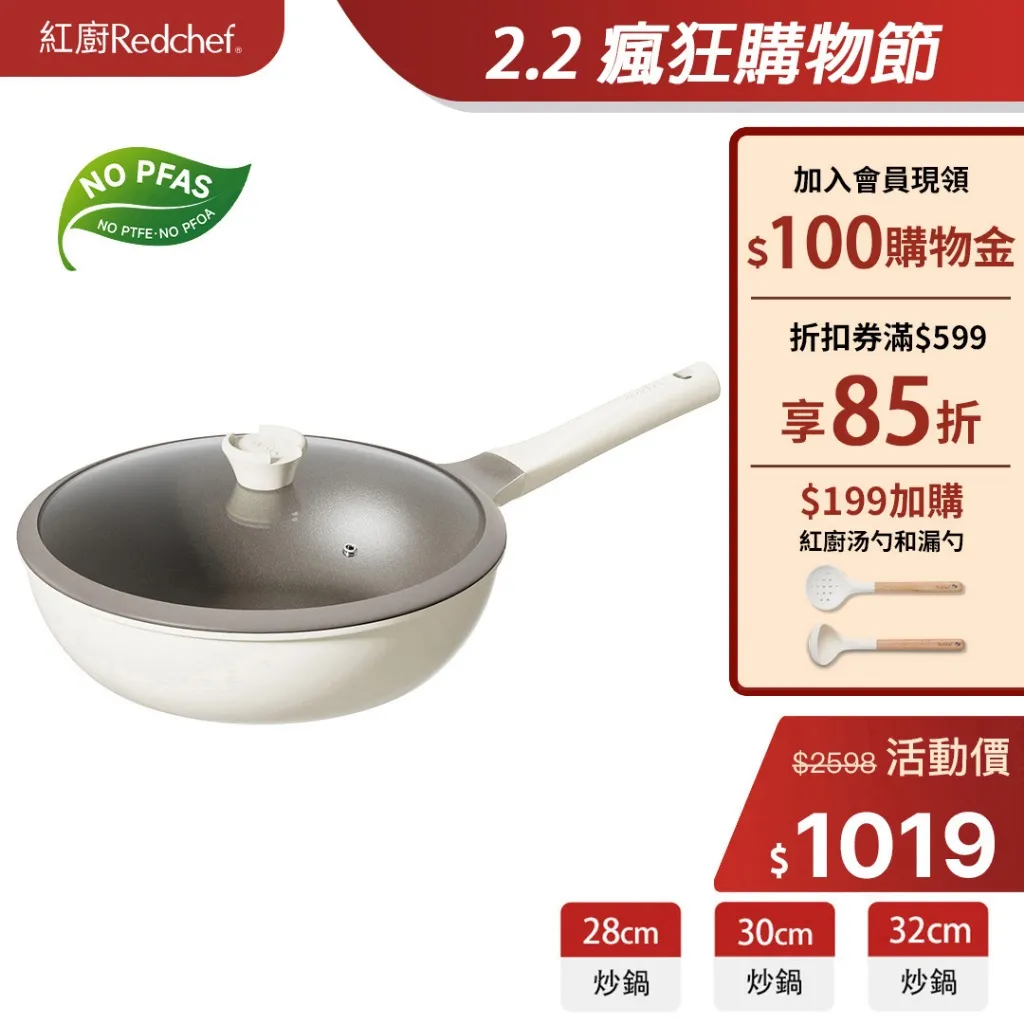 紅廚Redchef®
2.2 瘋狂購物節
NO PFAS
NO PTFE·NO PFOA
加入會員現領
$100購物金
折扣券滿$599
享85折
$199加購
紅廚汤勺和漏勺
$2598 活動價
$1019
28cm
炒鍋
30cm
炒鍋
32cm
炒鍋